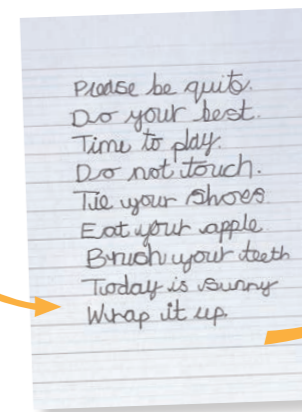 Please be quite.
Do your best.
Time to play.
Do not touch.
Tie your shoes.
Eat your apple
Brush your teeth
Today is sunny
Wrap it up.